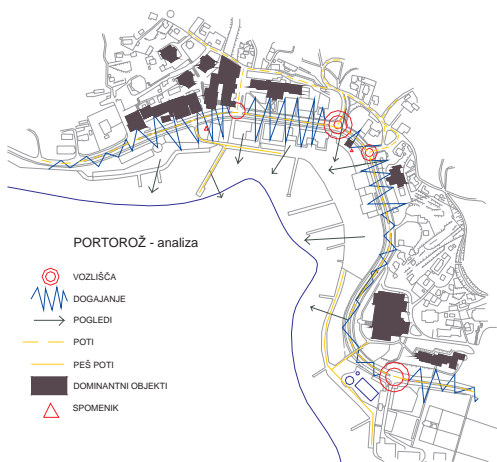 PORTOROŽ - analiza
VOZLIŠČA
DOGAJANJE
POGLEDI
POTI
PEŠ POTI
DOMINANTNI OBJEKTI
SPOMENIK